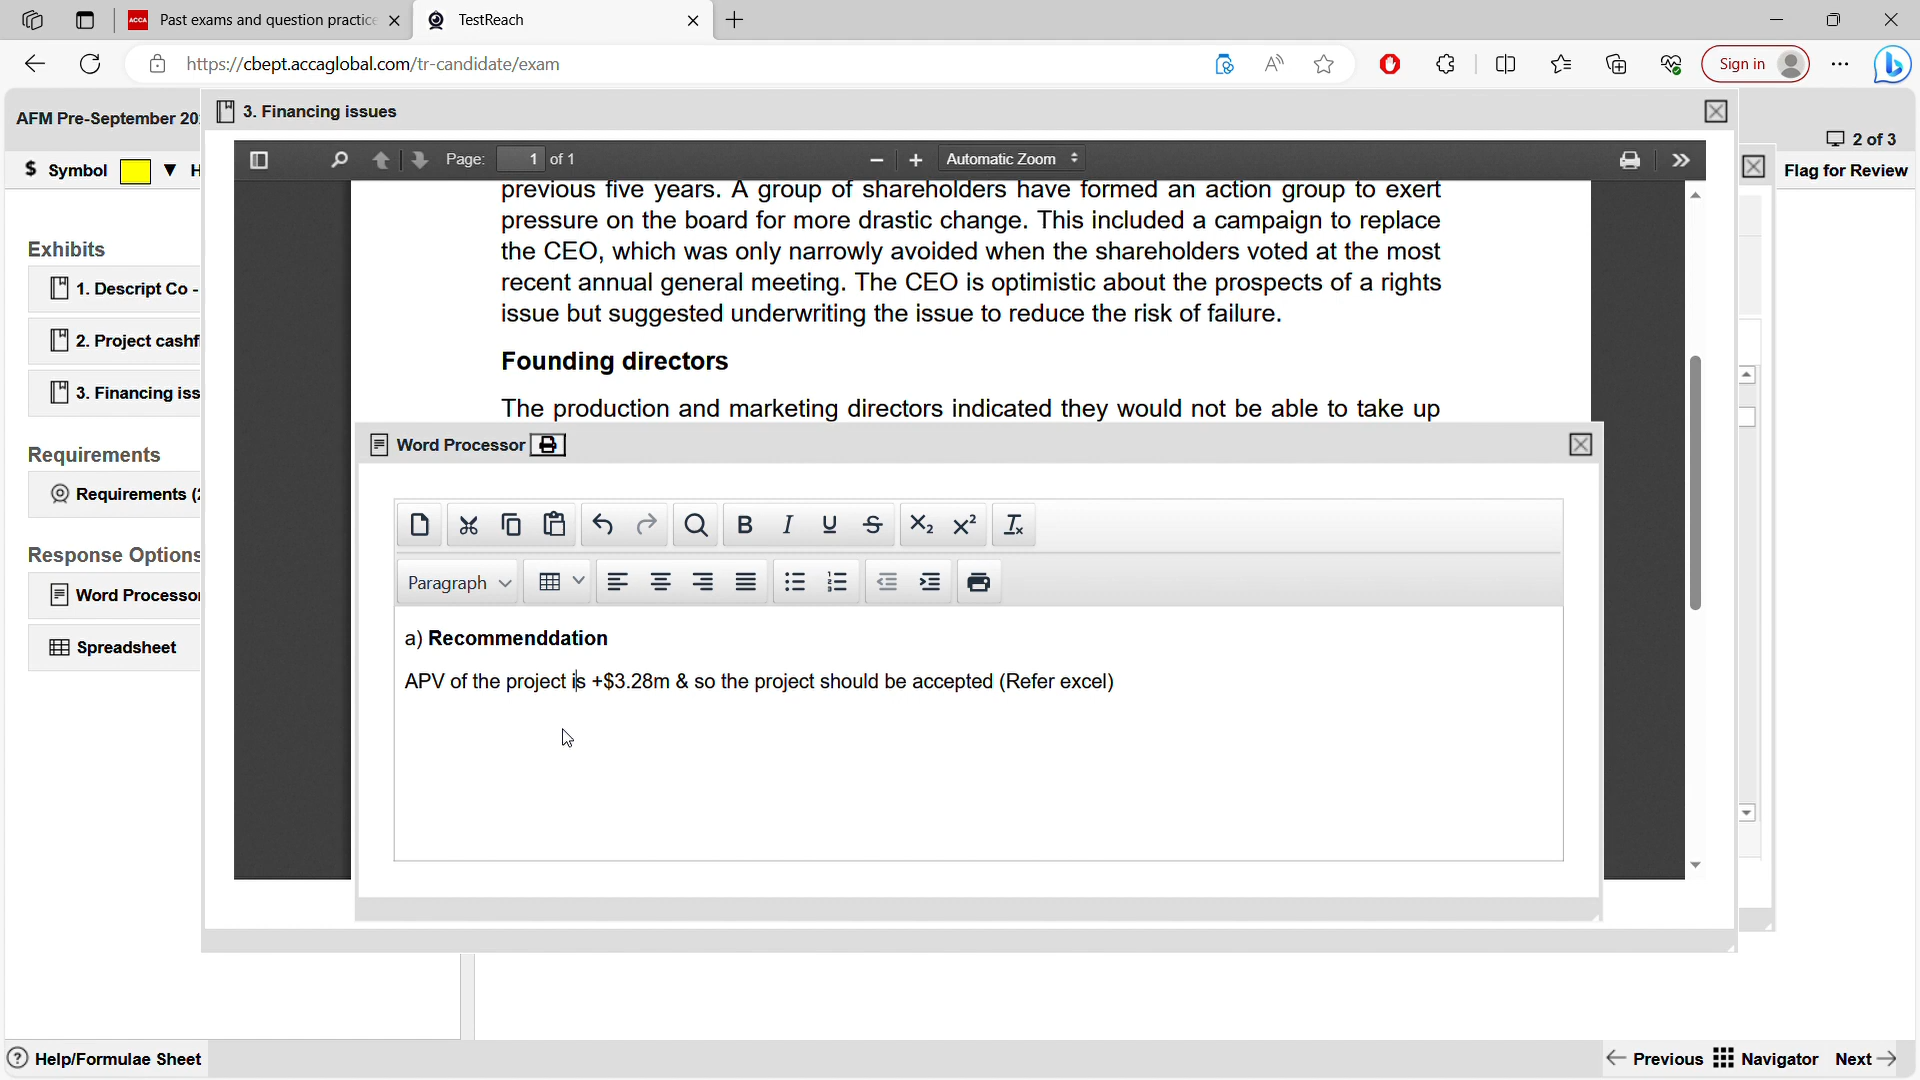 Past exams and question practice
TestReach
https://cbept.accaglobal.com/tr-candidate/exam
Sign in
AFM Pre-September 20
3. Financing issues
2 of 3
$ Symbol
H
Flag for Review
Page: 1 of 1
Automatic Zoom
previous five years. A group of shareholders have formed an action group to exert
pressure on the board for more drastic change. This included a campaign to replace
the CEO, which was only narrowly avoided when the shareholders voted at the most
recent annual general meeting. The CEO is optimistic about the prospects of a rights
issue but suggested underwriting the issue to reduce the risk of failure.
Founding directors
The production and marketing directors indicated they would not be able to take up
Exhibits
1. Descript Co -
2. Project cashf
3. Financing iss
Requirements
Requirements (2
Response Options
Word Processor
Spreadsheet
Word Processor
Paragraph
a) Recommenddation
APV of the project is +$3.28m & so the project should be accepted (Refer excel)
Help/Formulae Sheet
Previous
Navigator
Next